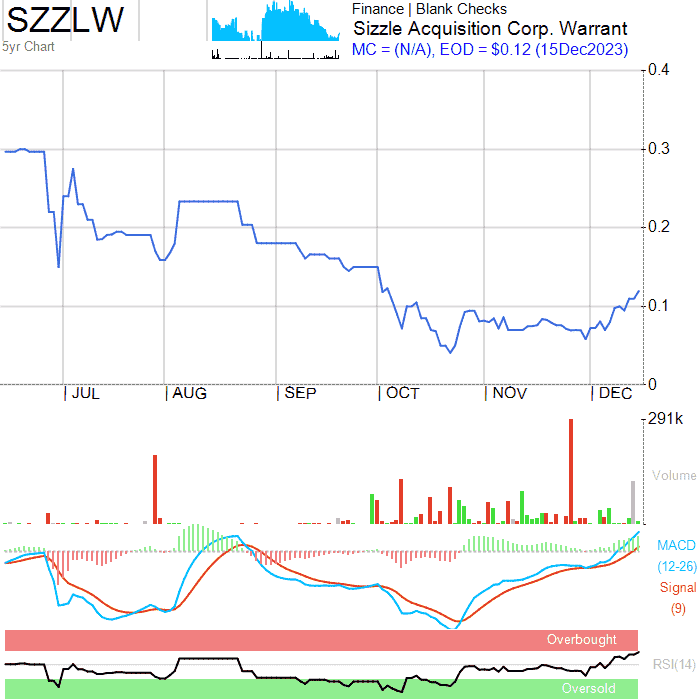 SZZLW
5yr Chart
Finance | Blank Checks
Sizzle Acquisition Corp. Warrant
MC = (N/A), EOD = $0.12 (15Dec2023)
0.4
0.3
0.2
0.1
0
JUL
AUG
SEP
OCT
NOV
DEC
291k
Volume
MACD
(12-26)
Signal
(9)
Overbought
RSI(14)
Oversold